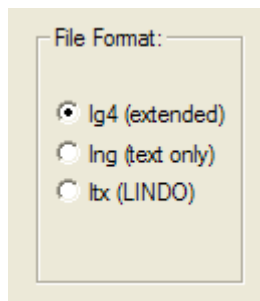 File Format:
lg4 (extended)
lng (text only)
ltx (LINDO)